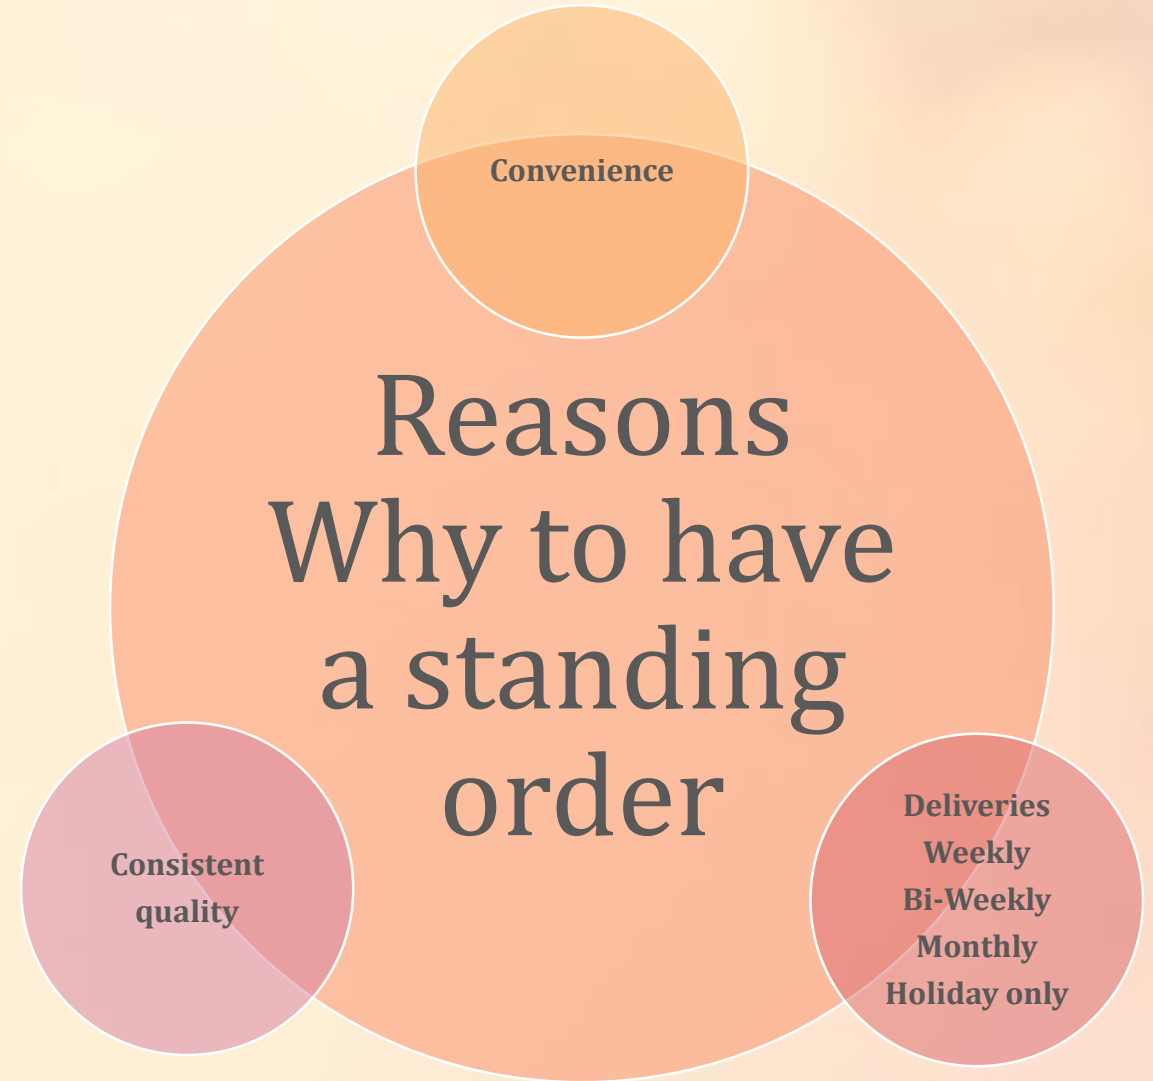 Convenience
Reasons
Why to have
a standing
order
Consistent
quality
Deliveries
Weekly
Bi-Weekly
Monthly
Holiday only